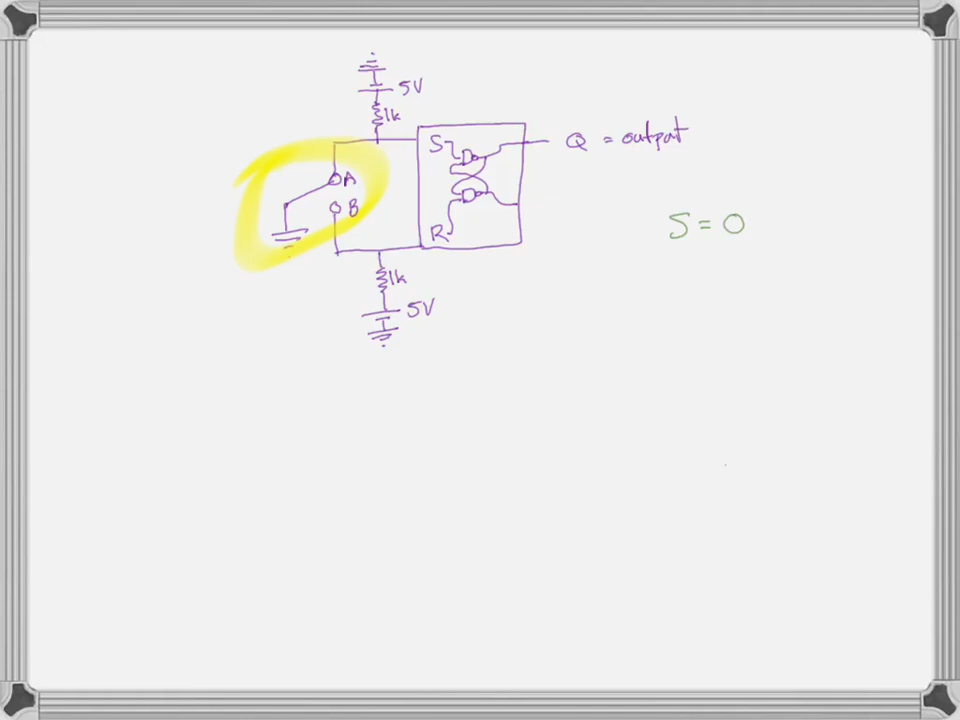 5V
1k
S
Q = output
A
B
S = 0
R
1k
5V